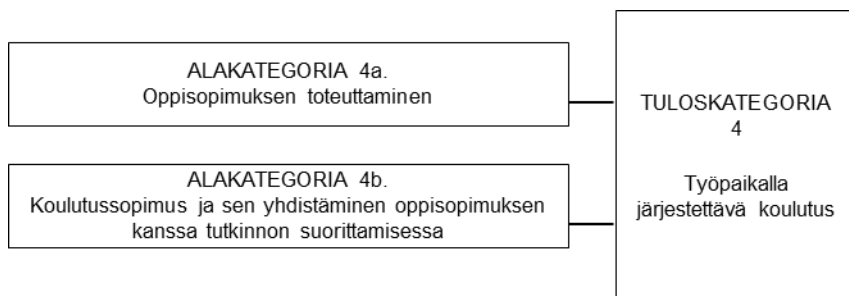 ALAKATEGORIA 4a.
Oppisopimuksen toteuttaminen
ALAKATEGORIA 4b.
Koulutussopimus ja sen yhdistäminen oppisopimuksen
kanssa tutkinnon suorittamisessa
TULOSKATEGORIA
4
Työpaikalla
järjestettävä koulutus